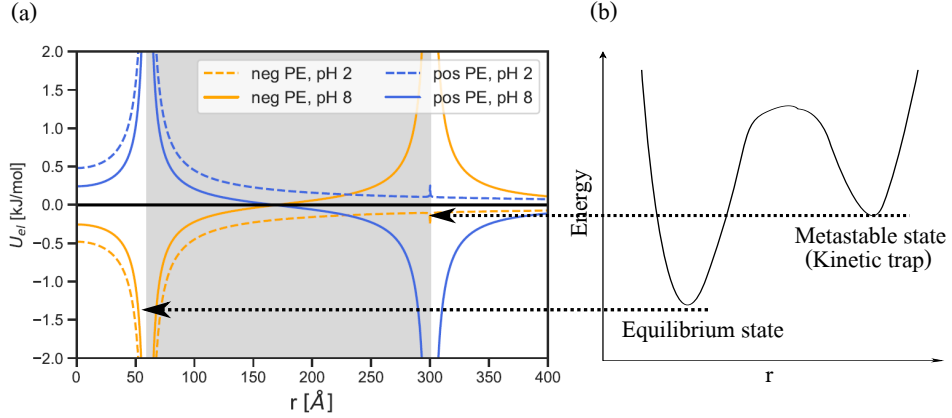 (a)
(b)
2.0
1.5
1.0
0.5
0.0
−0.5
−1.0
−1.5
−2.0
U_el [kJ/mol]
neg PE, pH 2
neg PE, pH 8
pos PE, pH 2
pos PE, pH 8
0
50
100
150
200
250
300
350
400
r [Å]
Energy
Metastable state
(Kinetic trap)
Equilibrium state
r